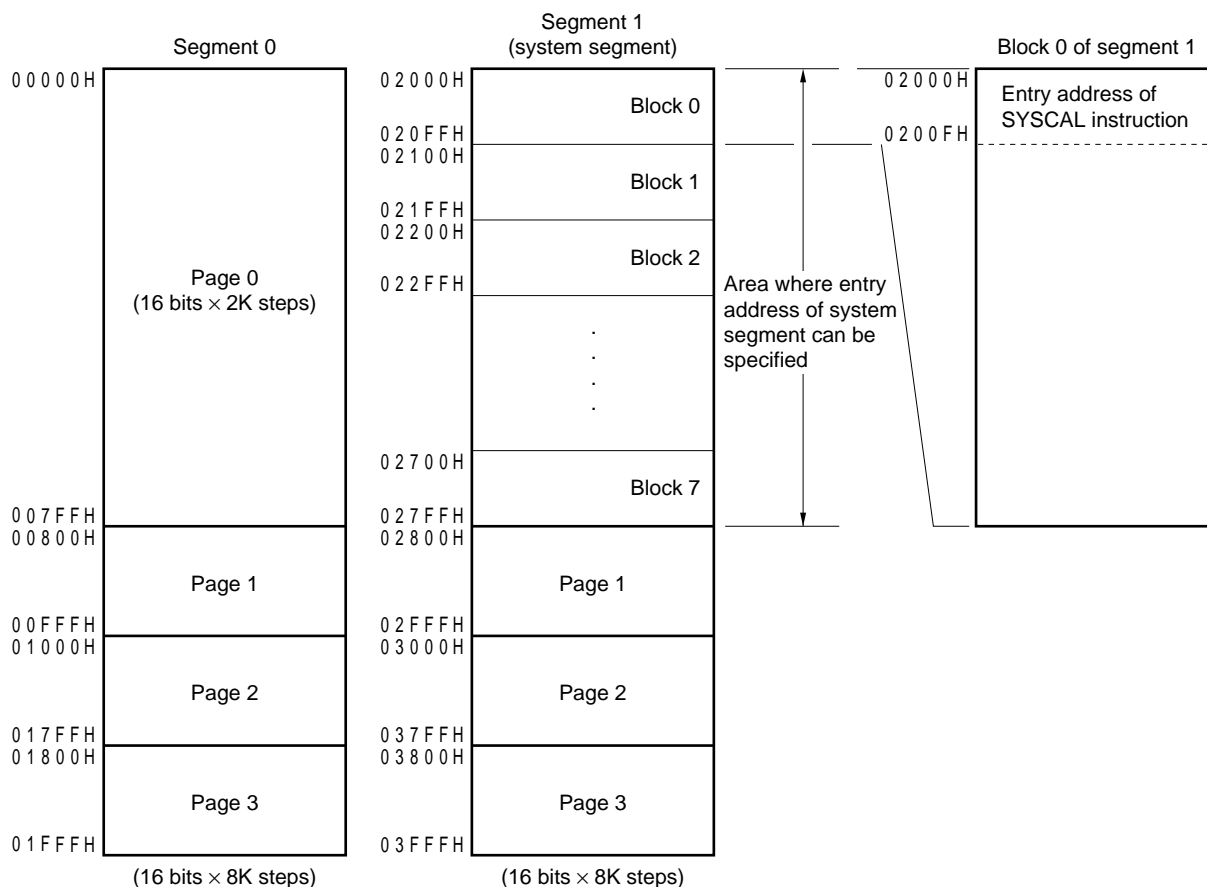 Segment 0
00000H
Page 0
(16 bits × 2K steps)
007FFH
00800H
Page 1
00FFFH
01000H
Page 2
017FFH
01800H
Page 3
01FFFH
(16 bits × 8K steps)
Segment 1
(system segment)
02000H
Block 0
020FFH
02100H
Block 1
021FFH
02200H
Block 2
022FFH
02700H
Block 7
027FFH
02800H
Page 1
02FFFH
03000H
Page 2
037FFH
03800H
Page 3
03FFFH
(16 bits × 8K steps)
Area where entry
address of system
segment can be
specified
Block 0 of segment 1
02000H
Entry address of
SYSCAL instruction
0200FH